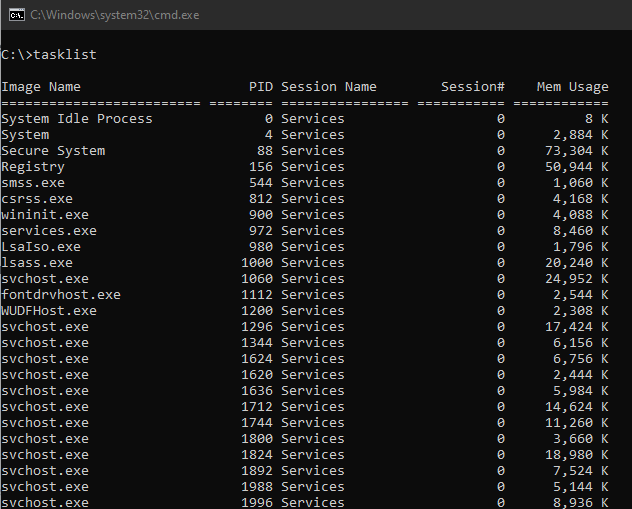 C:\Windows\system32\cmd.exe
C:\>tasklist
Image Name                     PID Session Name        Session#    Mem Usage
========================= ======== ================ =========== ============
System Idle Process              0 Services                   0          8 K
System                           4 Services                   0      2,884 K
Secure System                   88 Services                   0     73,304 K
Registry                       156 Services                   0     50,944 K
smss.exe                       544 Services                   0      1,060 K
csrss.exe                      812 Services                   0      4,168 K
wininit.exe                    900 Services                   0      4,088 K
services.exe                   972 Services                   0      8,460 K
LsaIso.exe                     980 Services                   0      1,796 K
lsass.exe                     1000 Services                   0     20,240 K
svchost.exe                   1060 Services                   0     24,952 K
fontdrvhost.exe               1112 Services                   0      2,544 K
WUDFHost.exe                  1200 Services                   0      2,308 K
svchost.exe                   1296 Services                   0     17,424 K
svchost.exe                   1344 Services                   0      6,156 K
svchost.exe                   1624 Services                   0      6,756 K
svchost.exe                   1620 Services                   0      2,444 K
svchost.exe                   1636 Services                   0      5,984 K
svchost.exe                   1712 Services                   0     14,624 K
svchost.exe                   1744 Services                   0     11,260 K
svchost.exe                   1800 Services                   0      3,660 K
svchost.exe                   1824 Services                   0     18,980 K
svchost.exe                   1892 Services                   0      7,524 K
svchost.exe                   1988 Services                   0      5,144 K
svchost.exe                   1996 Services                   0      8,936 K